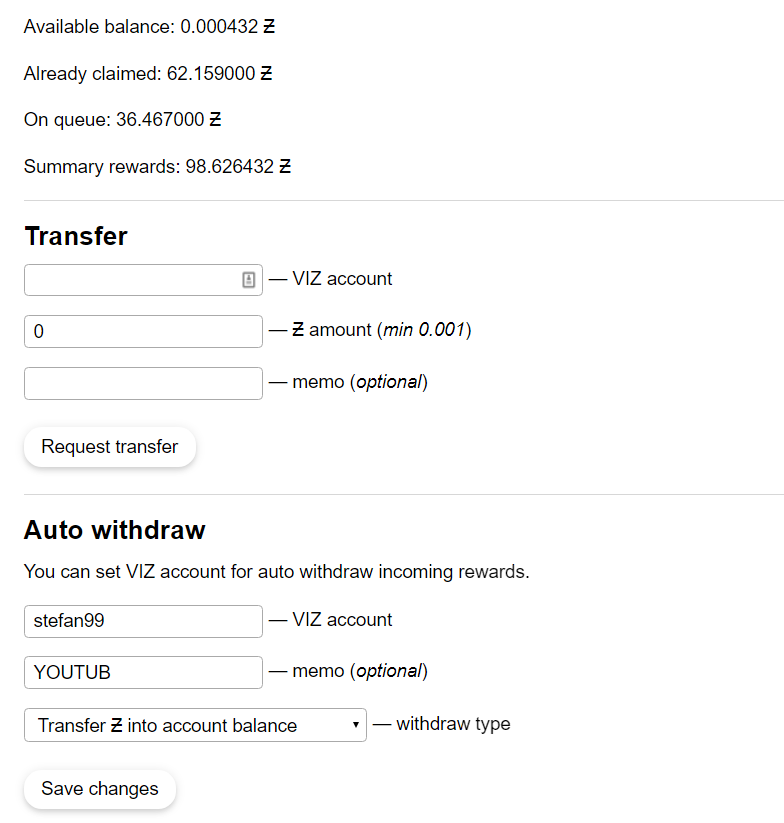 Available balance: 0.000432 Ƶ
Already claimed: 62.159000 Ƶ
On queue: 36.467000 Ƶ
Summary rewards: 98.626432 Ƶ
Transfer
— VIZ account
0 — Ƶ amount (min 0.001)
— memo (optional)
Request transfer
Auto withdraw
You can set VIZ account for auto withdraw incoming rewards.
stefan99 — VIZ account
YOUTUB — memo (optional)
Transfer Ƶ into account balance — withdraw type
Save changes